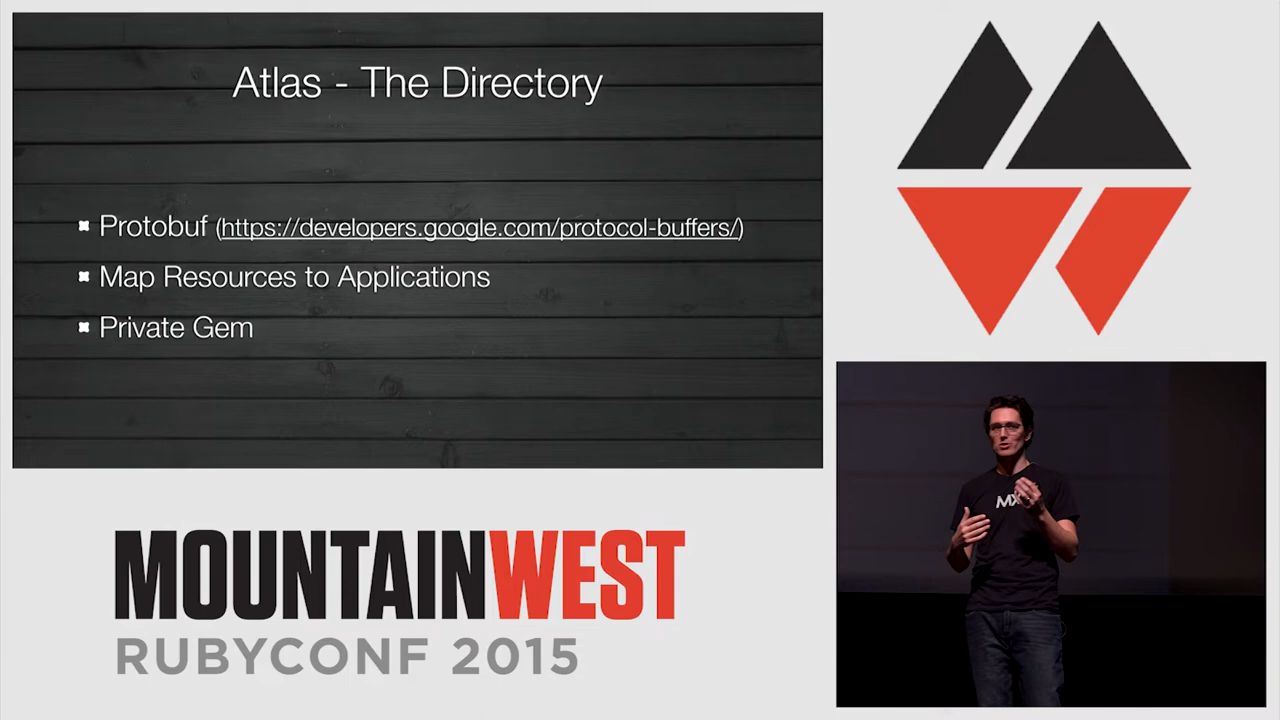 Atlas - The Directory
Protobuf (https://developers.google.com/protocol-buffers/)
Map Resources to Applications
Private Gem
MX
MOUNTAINWEST
RUBYCONF 2015